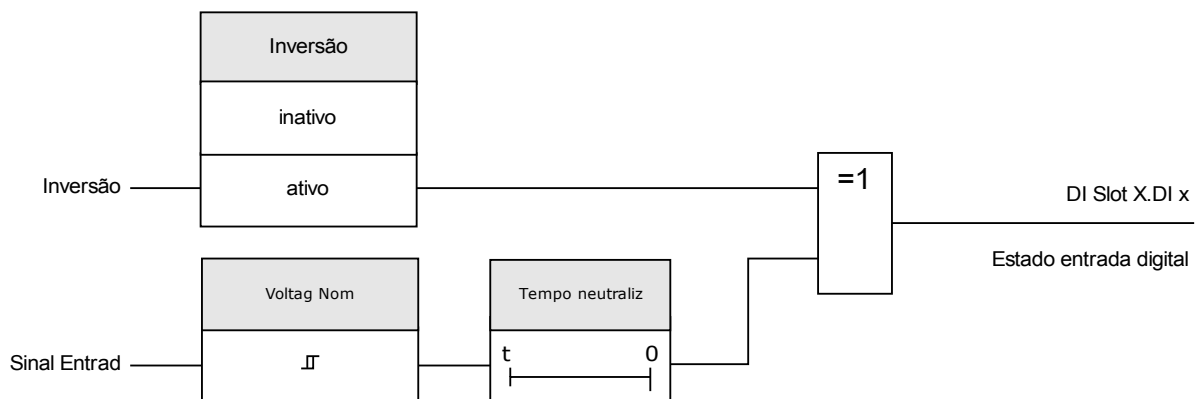 Inversão
inativo
Inversão
ativo
=1
DI Slot X.DI x
Estado entrada digital
Voltag Nom
Tempo neutraliz
Sinal Entrad
t
0